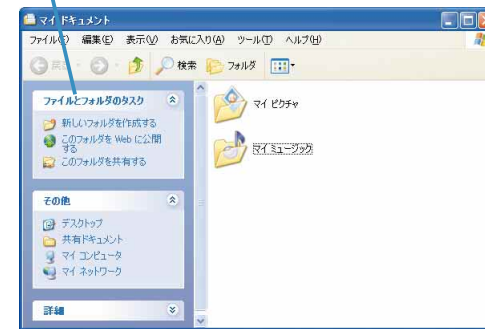 マイ ドキュメント
ファイル(F) 編集(E) 表示(V) お気に入り(A) ツール(T) ヘルプ(H)
戻る 検索 フォルダ
ファイルとフォルダのタスク
新しいフォルダを作成する
このフォルダを Web に公開
する
このフォルダを共有する
その他
デスクトップ
共有ドキュメント
マイ コンピュータ
マイ ネットワーク
詳細
マイ ピクチャ
マイ ミュージック